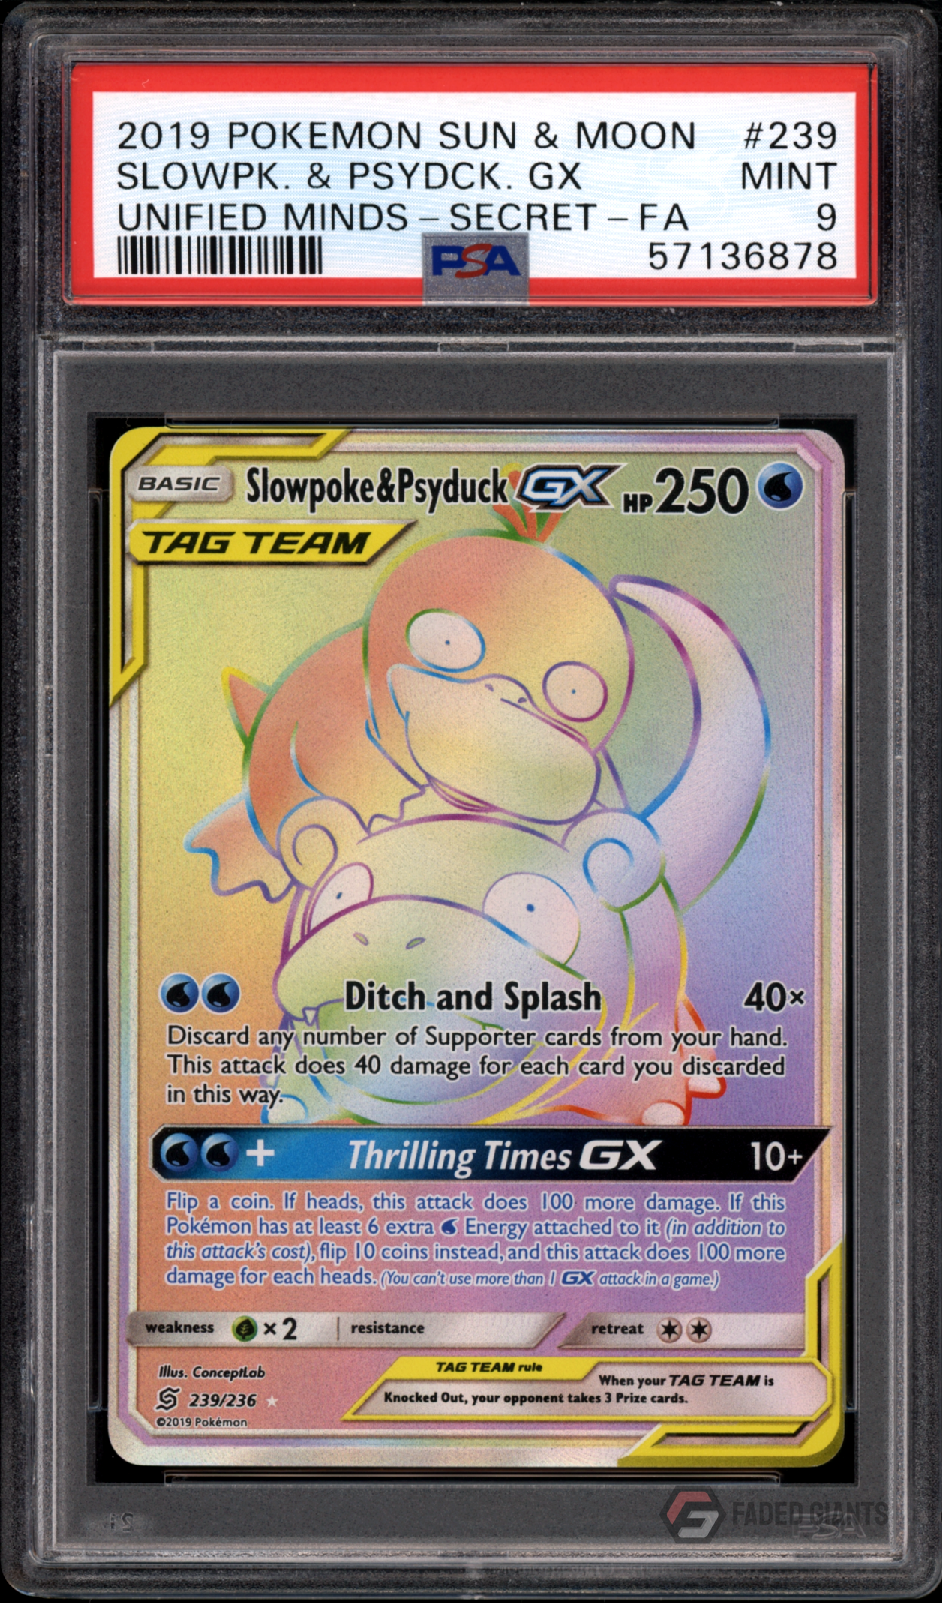 2019 POKEMON SUN & MOON #239
SLOWPK. & PSYDCK. GX MINT
UNIFIED MINDS - SECRET - FA 9
PSA 57136878
BASIC Slowpoke&Psyduck GX HP250
TAG TEAM
Ditch and Splash 40×
Discard any number of Supporter cards from your hand.
This attack does 40 damage for each card you discarded
in this way.
+ Thrilling Times GX 10+
Flip a coin. If heads, this attack does 100 more damage. If this
Pokémon has at least 6 extra Energy attached to it (in addition to
this attack's cost), flip 10 coins instead, and this attack does 100 more
damage for each heads. (You can't use more than 1 GX attack in a game.)
weakness ×2 resistance retreat
Illus. ConceptLab
TAG TEAM rule
When your TAG TEAM is
Knocked Out, your opponent takes 3 Prize cards.
239/236
©2019 Pokémon
FADED GIANTS
PSA